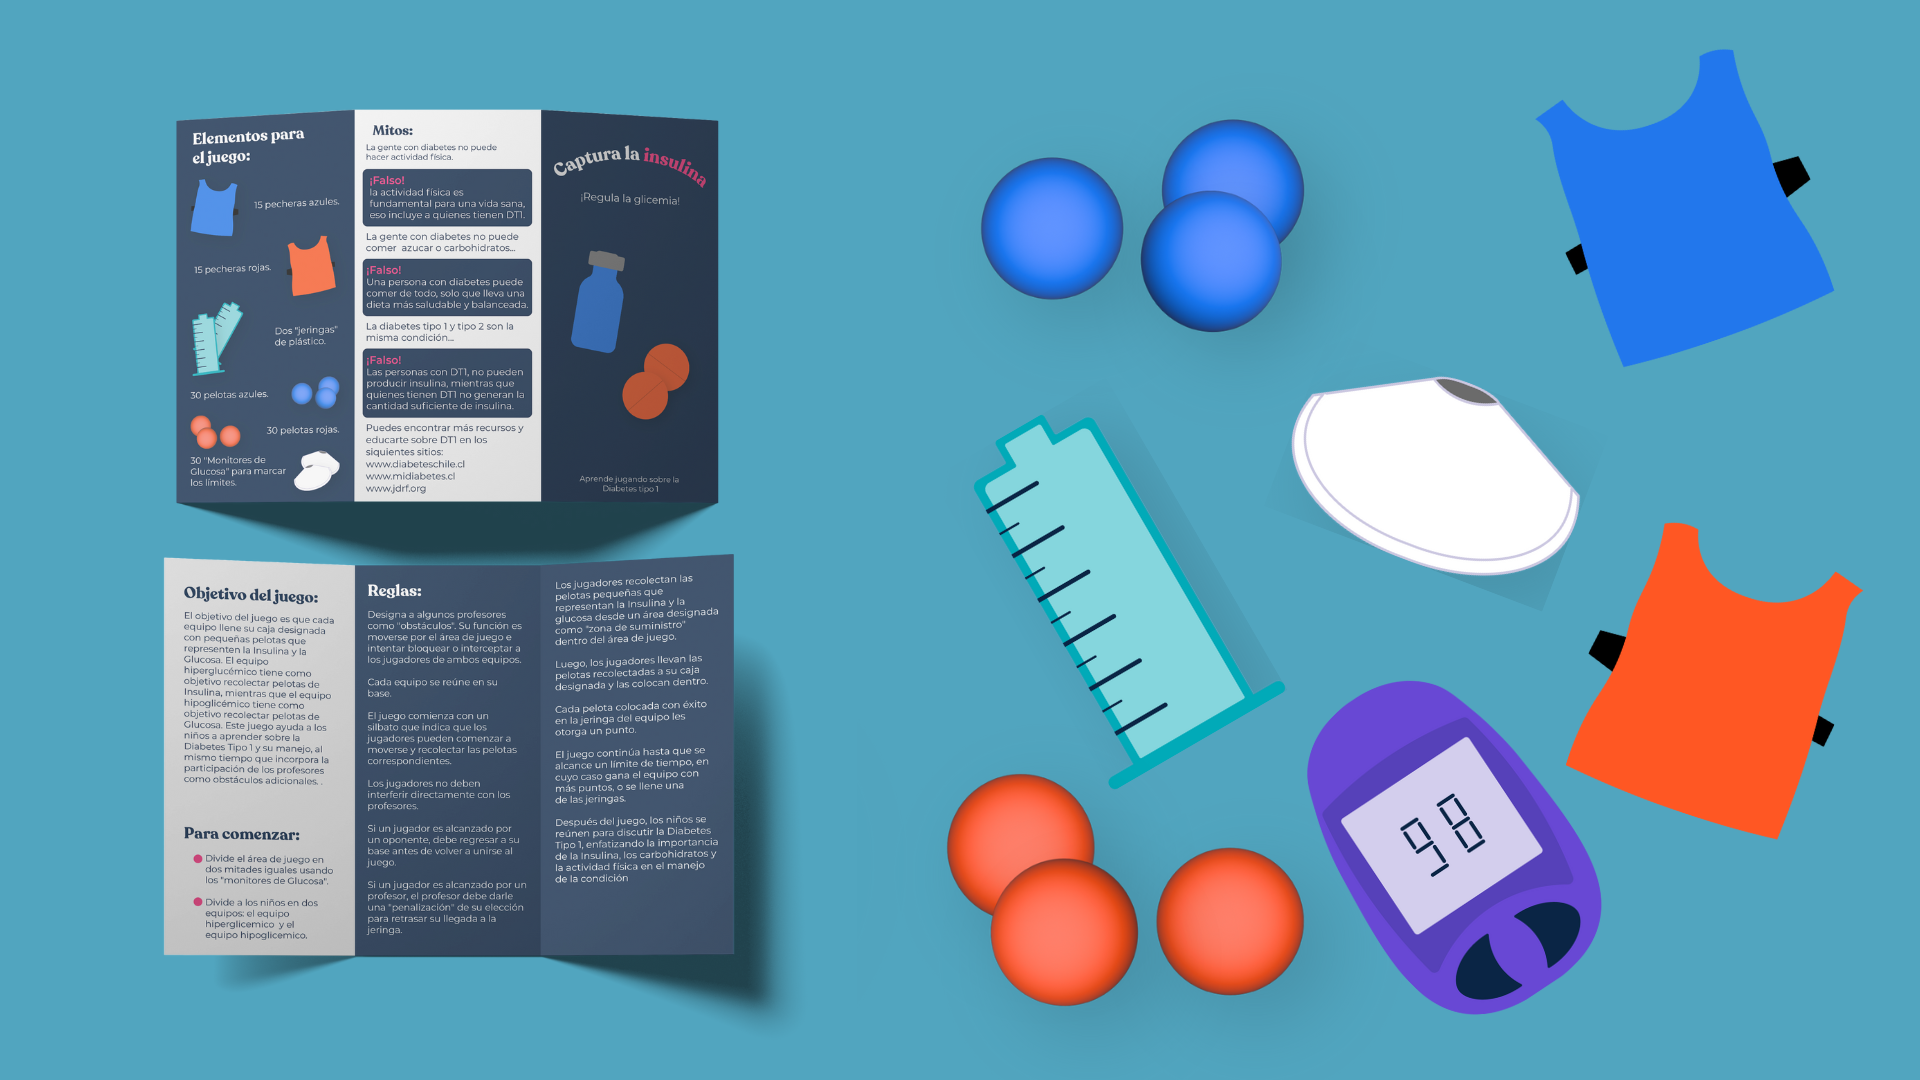 Elementos para
el juego:
15 pecheras azules.
15 pecheras rojas.
Dos "jeringas"
de plástico.
30 pelotas azules.
30 pelotas rojas.
30 "Monitores de
Glucosa" para marcar
los límites.
Mitos:
La gente con diabetes no puede
hacer actividad física.
¡Falso!
la actividad física es
fundamental para una vida sana,
eso incluye a quienes tienen DT1.
La gente con diabetes no puede
comer azucar o carbohidratos...
¡Falso!
Una persona con diabetes puede
comer de todo, solo que lleva una
dieta más saludable y balanceada.
La diabetes tipo 1 y tipo 2 son la
misma condición...
¡Falso!
Las personas con DT1, no pueden
producir insulina, mientras que
quienes tienen DT1 no generan la
cantidad suficiente de insulina.
Puedes encontrar más recursos y
educarte sobre DT1 en los
siguientes sitios:
www.diabeteschile.cl
www.midiabetes.cl
www.jdrf.org
Captura la insulina
¡Regula la glicemia!
Aprende jugando sobre la
Diabetes tipo 1
Objetivo del juego:
El objetivo del juego es que cada
equipo llene su caja designada
con pequeñas pelotas que
representen la Insulina y la
Glucosa. El equipo
hiperglucémico tiene como
objetivo recolectar pelotas de
Insulina, mientras que el equipo
hipoglicémico tiene como
objetivo recolectar pelotas de
Glucosa. Este juego ayuda a los
niños a aprender sobre la
Diabetes Tipo 1 y su manejo, al
mismo tiempo que incorpora la
participación de los profesores
como obstáculos adicionales. .
Para comenzar:
Divide el área de juego en
dos mitades iguales usando
los "monitores de Glucosa".
Divide a los niños en dos
equipos: el equipo
hiperglicemico y el
equipo hipoglicemico.
Reglas:
Designa a algunos profesores
como "obstáculos". Su función es
moverse por el área de juego e
intentar bloquear o interceptar a
los jugadores de ambos equipos.
Cada equipo se reúne en su
base.
El juego comienza con un
silbato que indica que los
jugadores pueden comenzar a
moverse y recolectar las pelotas
correspondientes.
Los jugadores no deben
interferir directamente con los
profesores.
Si un jugador es alcanzado por
un oponente, debe regresar a su
base antes de volver a unirse al
juego.
Si un jugador es alcanzado por un
profesor, el profesor debe darle
una "penalización" de su elección
para retrasar su llegada a la
jeringa.
Los jugadores recolectan las
pelotas pequeñas que
representan la Insulina y la
glucosa desde un área designada
como "zona de suministro"
dentro del área de juego.
Luego, los jugadores llevan las
pelotas recolectadas a su caja
designada y las colocan dentro.
Cada pelota colocada con éxito
en la jeringa del equipo les
otorga un punto.
El juego continúa hasta que se
alcance un límite de tiempo, en
cuyo caso gana el equipo con
más puntos, o se llene una
de las jeringas.
Después del juego, los niños se
reúnen para discutir la Diabetes
Tipo 1, enfatizando la importancia
de la Insulina, los carbohidratos y
la actividad física en el manejo
de la condición
98